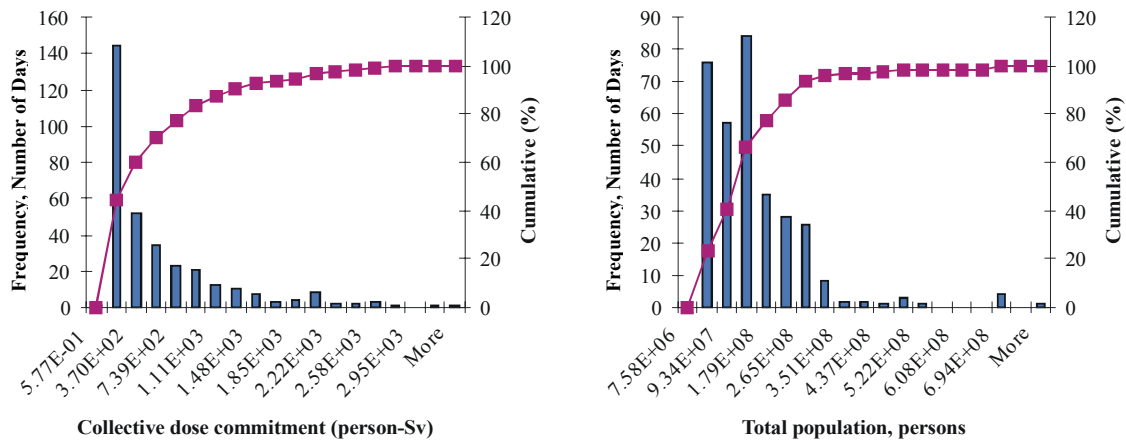 160
140
120
100
80
60
40
20
0
Frequency, Number of Days
120
100
80
60
40
20
0
Cumulative (%)
5.77E-01
3.70E+02
7.39E+02
1.11E+03
1.48E+03
1.85E+03
2.22E+03
2.58E+03
2.95E+03
More
Collective dose commitment (person-Sv)
90
80
70
60
50
40
30
20
10
0
Frequency, Number of Days
120
100
80
60
40
20
0
Cumulative (%)
7.58E+06
9.34E+07
1.79E+08
2.65E+08
3.51E+08
4.37E+08
5.22E+08
6.08E+08
6.94E+08
More
Total population, persons